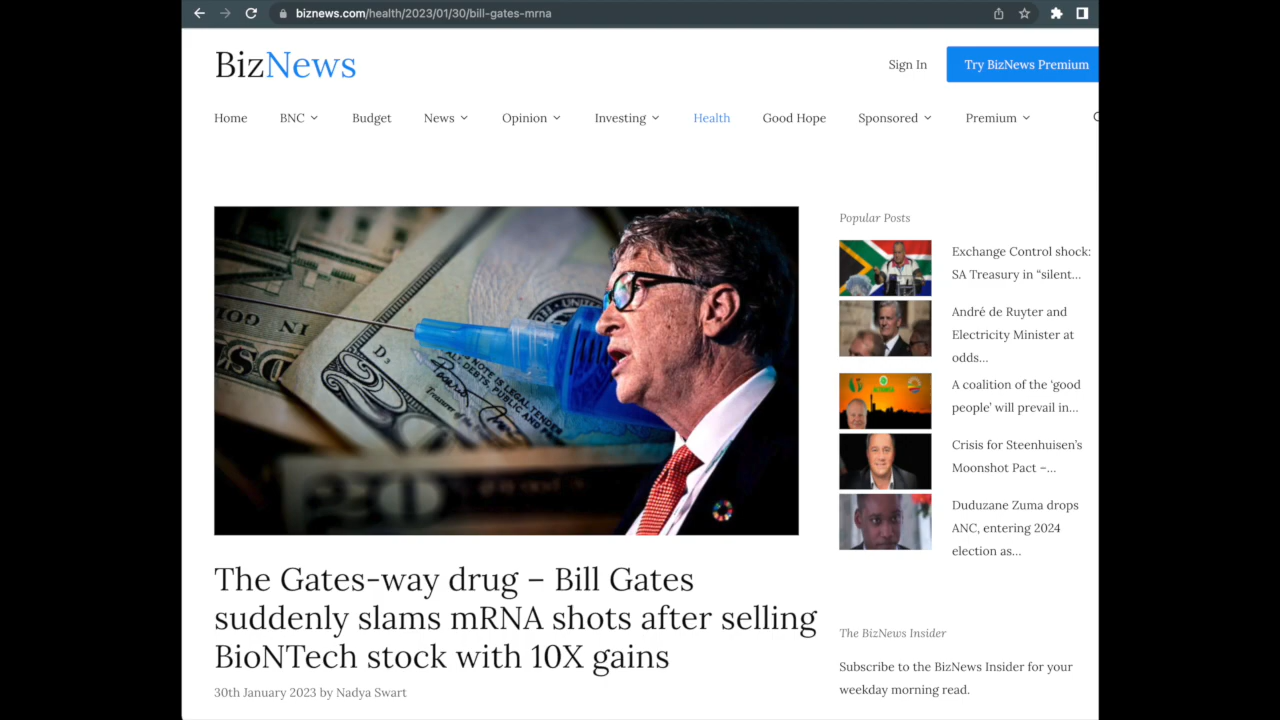 biznews.com/health/2023/01/30/bill-gates-mrna
BizNews
Sign In
Try BizNews Premium
Home
BNC
Budget
News
Opinion
Investing
Health
Good Hope
Sponsored
Premium
The Gates-way drug – Bill Gates
suddenly slams mRNA shots after selling
BioNTech stock with 10X gains
30th January 2023 by Nadya Swart
Popular Posts
Exchange Control shock:
SA Treasury in “silent…
André de Ruyter and
Electricity Minister at
odds…
A coalition of the ‘good
people’ will prevail in…
Crisis for Steenhuisen’s
Moonshot Pact –…
Duduzane Zuma drops
ANC, entering 2024
election as…
The BizNews Insider
Subscribe to the BizNews Insider for your
weekday morning read.